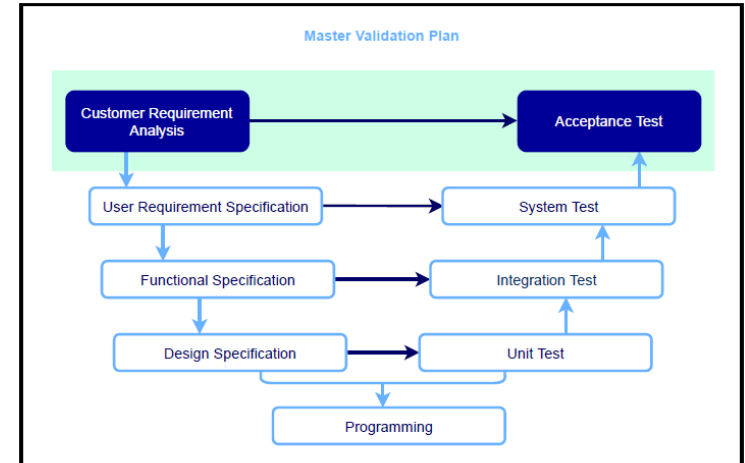 Master Validation Plan
Customer Requirement
Analysis
Acceptance Test
User Requirement Specification
System Test
Functional Specification
Integration Test
Design Specification
Unit Test
Programming